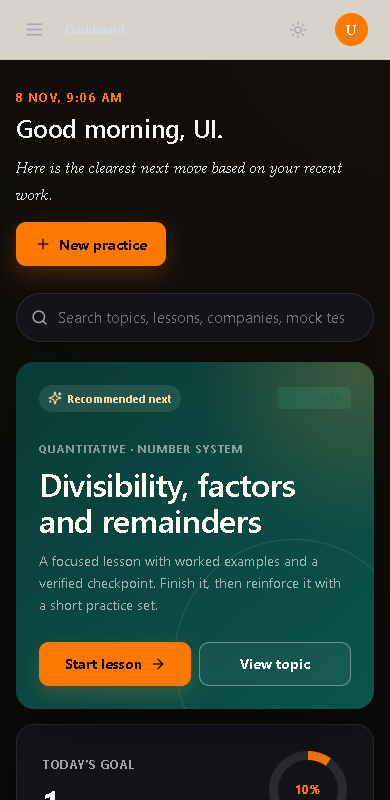 Dashboard
U
8 NOV, 9:06 AM
Good morning, UI.
Here is the clearest next move based on your recent
work.
New practice
Search topics, lessons, companies, mock tes
Recommended next
QUANTITATIVE · NUMBER SYSTEM
Divisibility, factors
and remainders
A focused lesson with worked examples and a
verified checkpoint. Finish it, then reinforce it with
a short practice set.
Start lesson
View topic
TODAY'S GOAL
10%